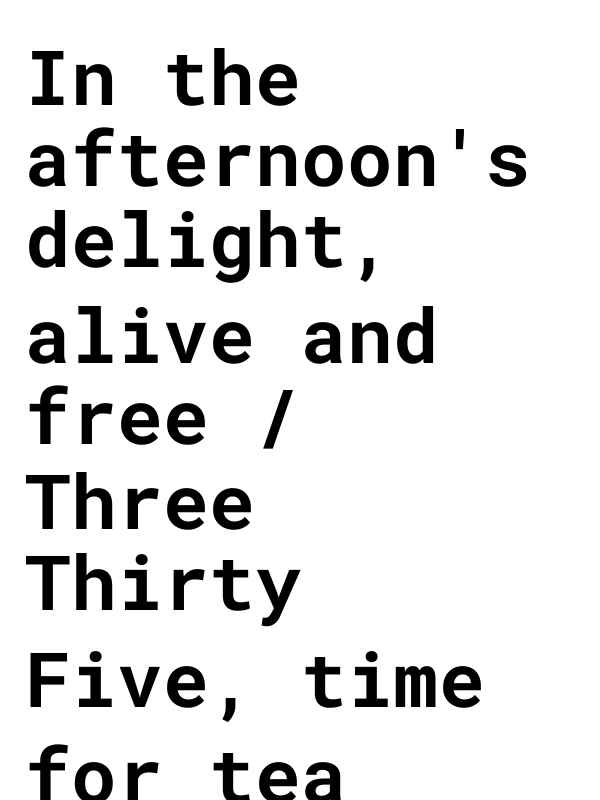 In the
afternoon's
delight,
alive and
free /
Three
Thirty
Five, time
for tea